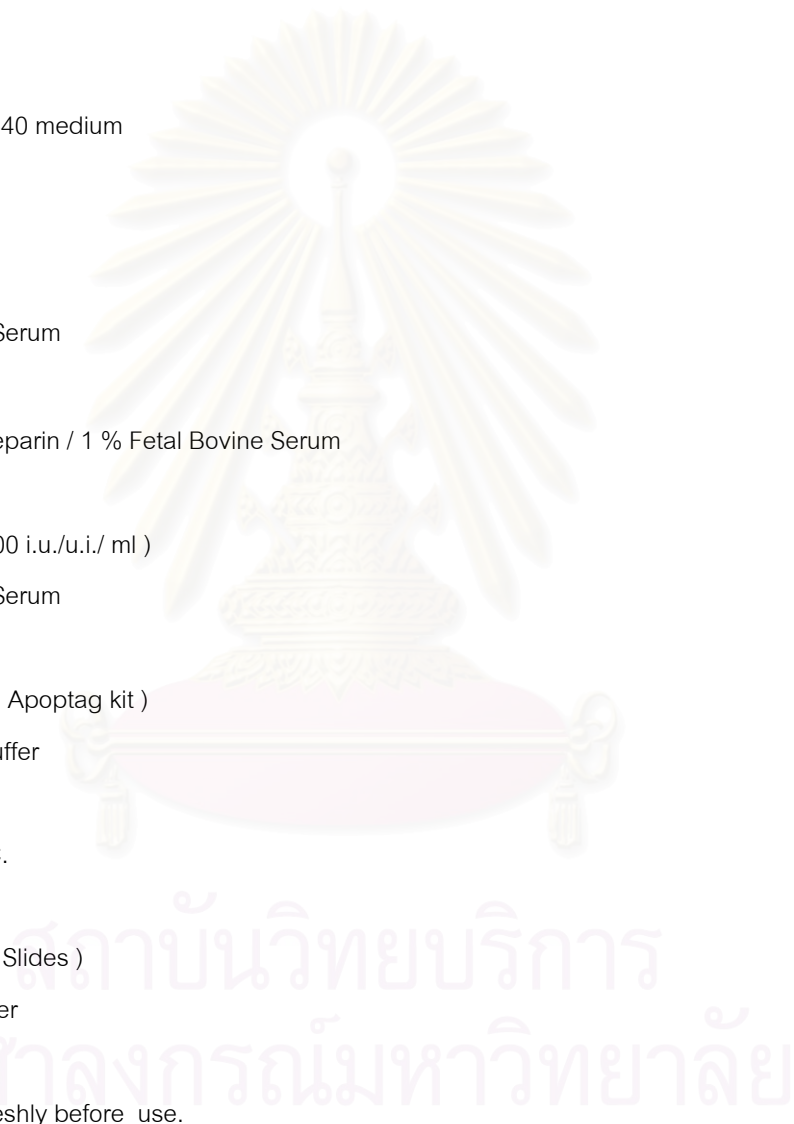 40 medium
Serum
eparin / 1 % Fetal Bovine Serum
00 i.u./u.i./ ml )
Serum
Apoptag kit )
uffer
.
Slides )
สถาบันวิทยบริการ
er
าลงกรณ์มหาวิทยาลัย
eshly before  use.